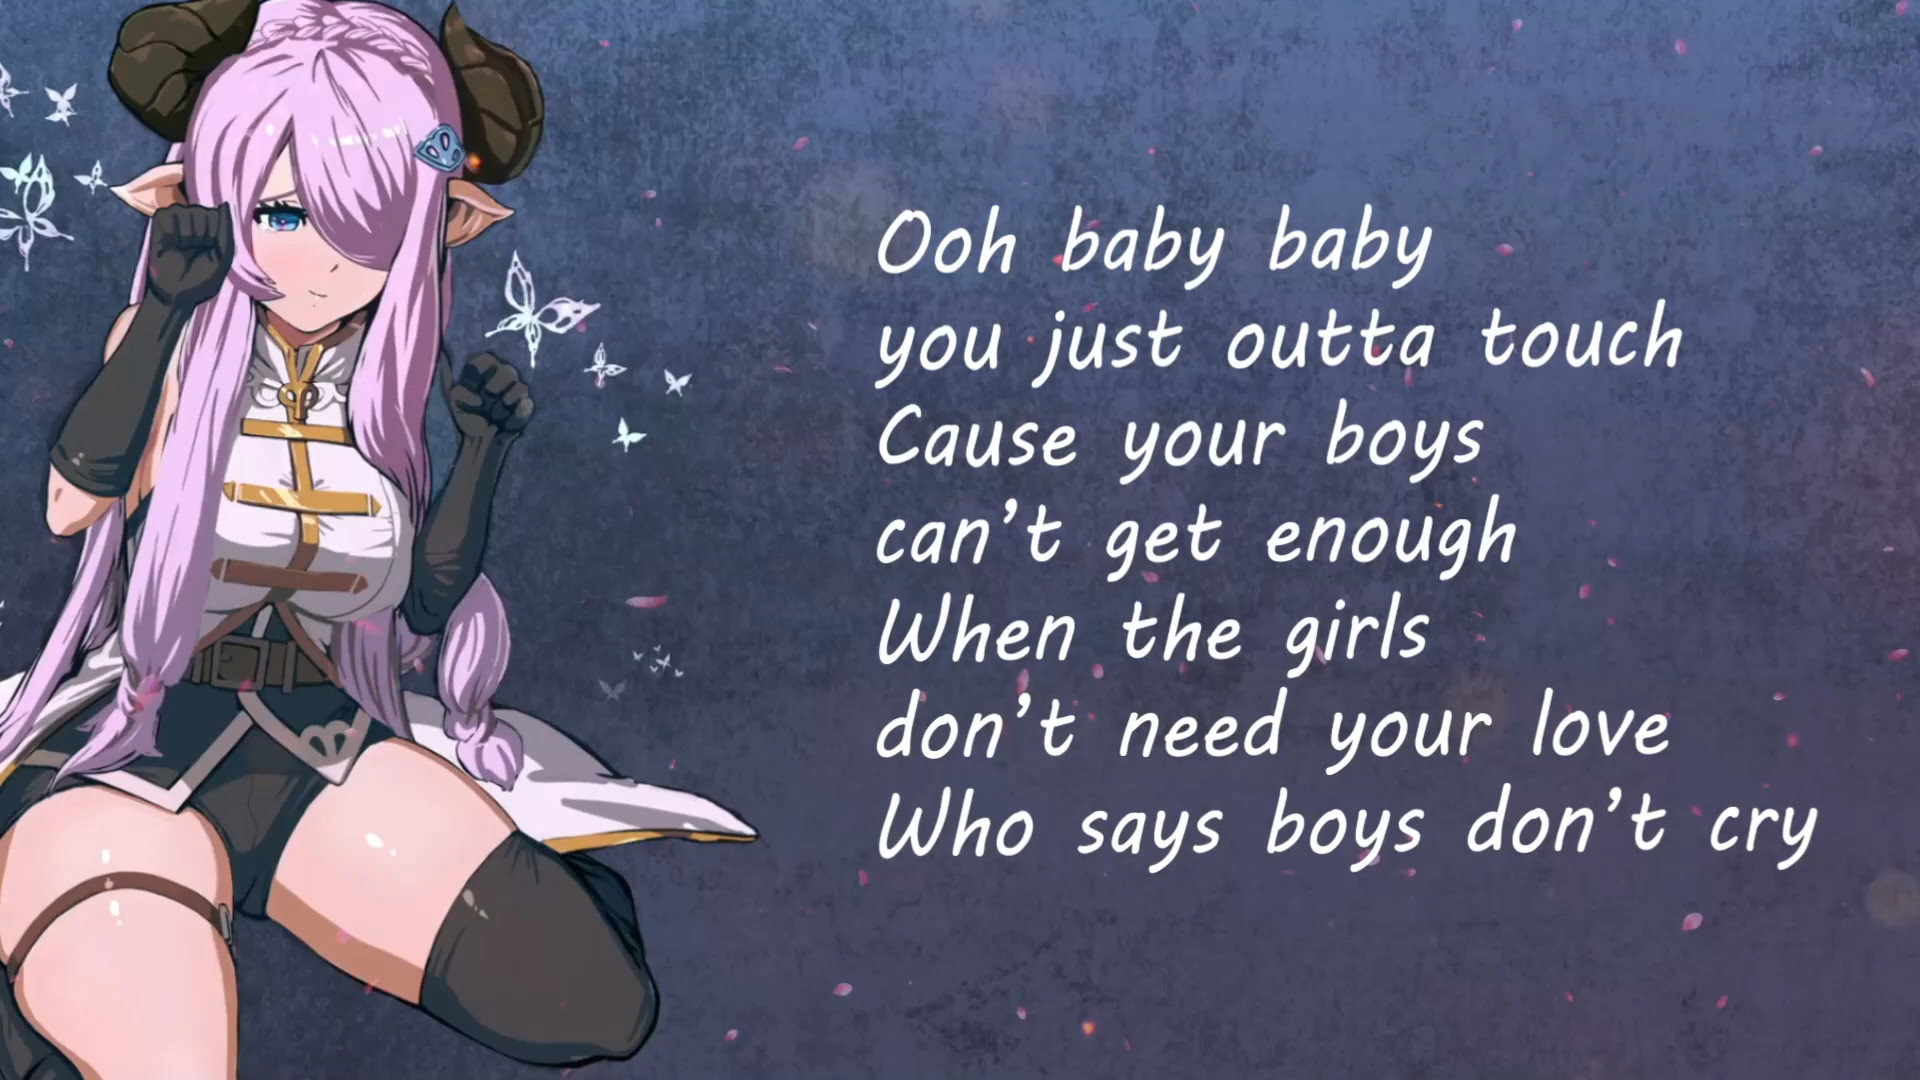 Ooh baby baby
you just outta touch
Cause your boys
can’t get enough
When the girls
don’t need your love
Who says boys don’t cry